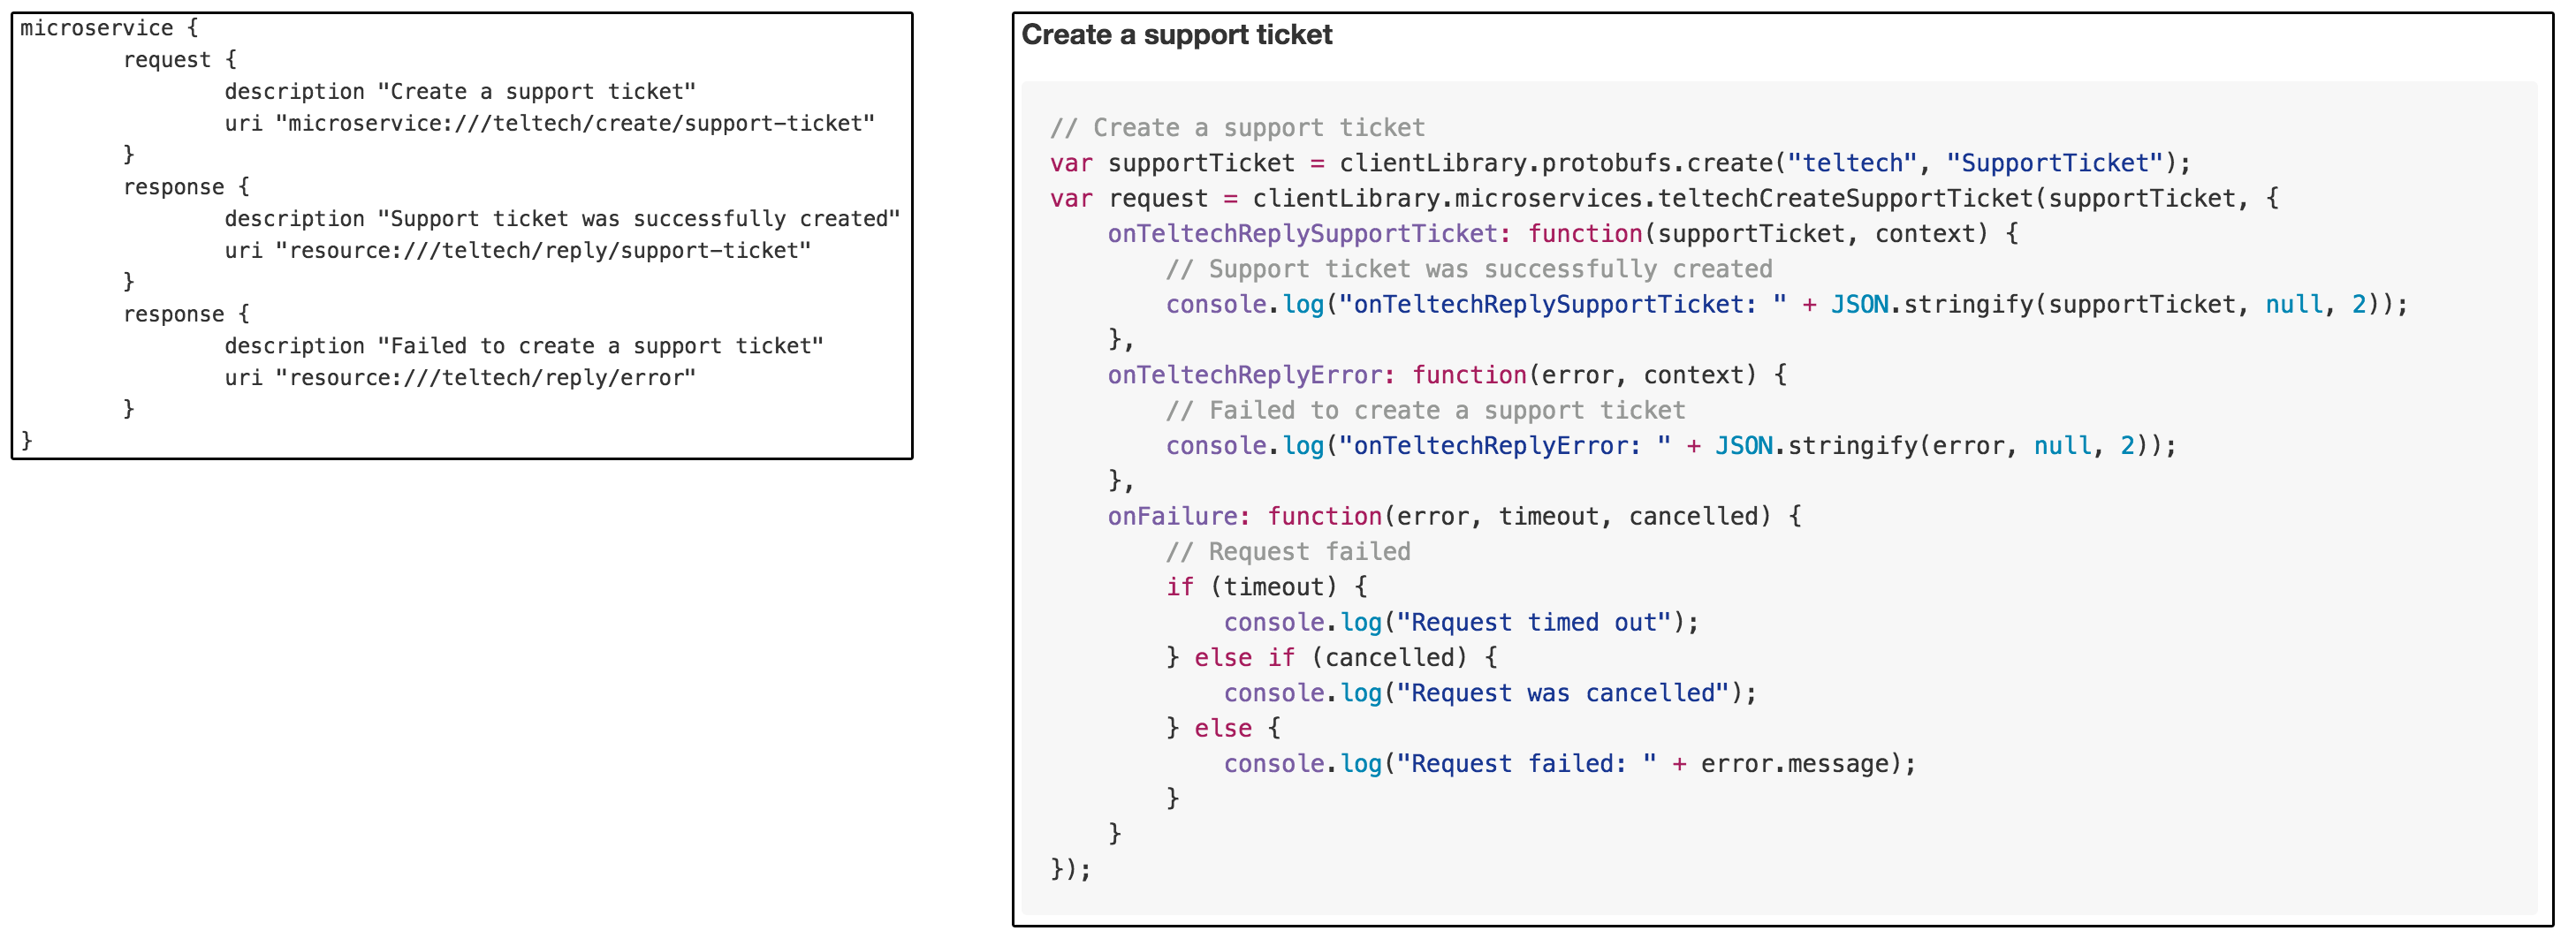 microservice {
        request {
                description "Create a support ticket"
                uri "microservice:///teltech/create/support-ticket"
        }
        response {
                description "Support ticket was successfully created"
                uri "resource:///teltech/reply/support-ticket"
        }
        response {
                description "Failed to create a support ticket"
                uri "resource:///teltech/reply/error"
        }
}
Create a support ticket
// Create a support ticket
var supportTicket = clientLibrary.protobufs.create("teltech", "SupportTicket");
var request = clientLibrary.microservices.teltechCreateSupportTicket(supportTicket, {
    onTeltechReplySupportTicket: function(supportTicket, context) {
        // Support ticket was successfully created
        console.log("onTeltechReplySupportTicket: " + JSON.stringify(supportTicket, null, 2));
    },
    onTeltechReplyError: function(error, context) {
        // Failed to create a support ticket
        console.log("onTeltechReplyError: " + JSON.stringify(error, null, 2));
    },
    onFailure: function(error, timeout, cancelled) {
        // Request failed
        if (timeout) {
            console.log("Request timed out");
        } else if (cancelled) {
            console.log("Request was cancelled");
        } else {
            console.log("Request failed: " + error.message);
        }
    }
});